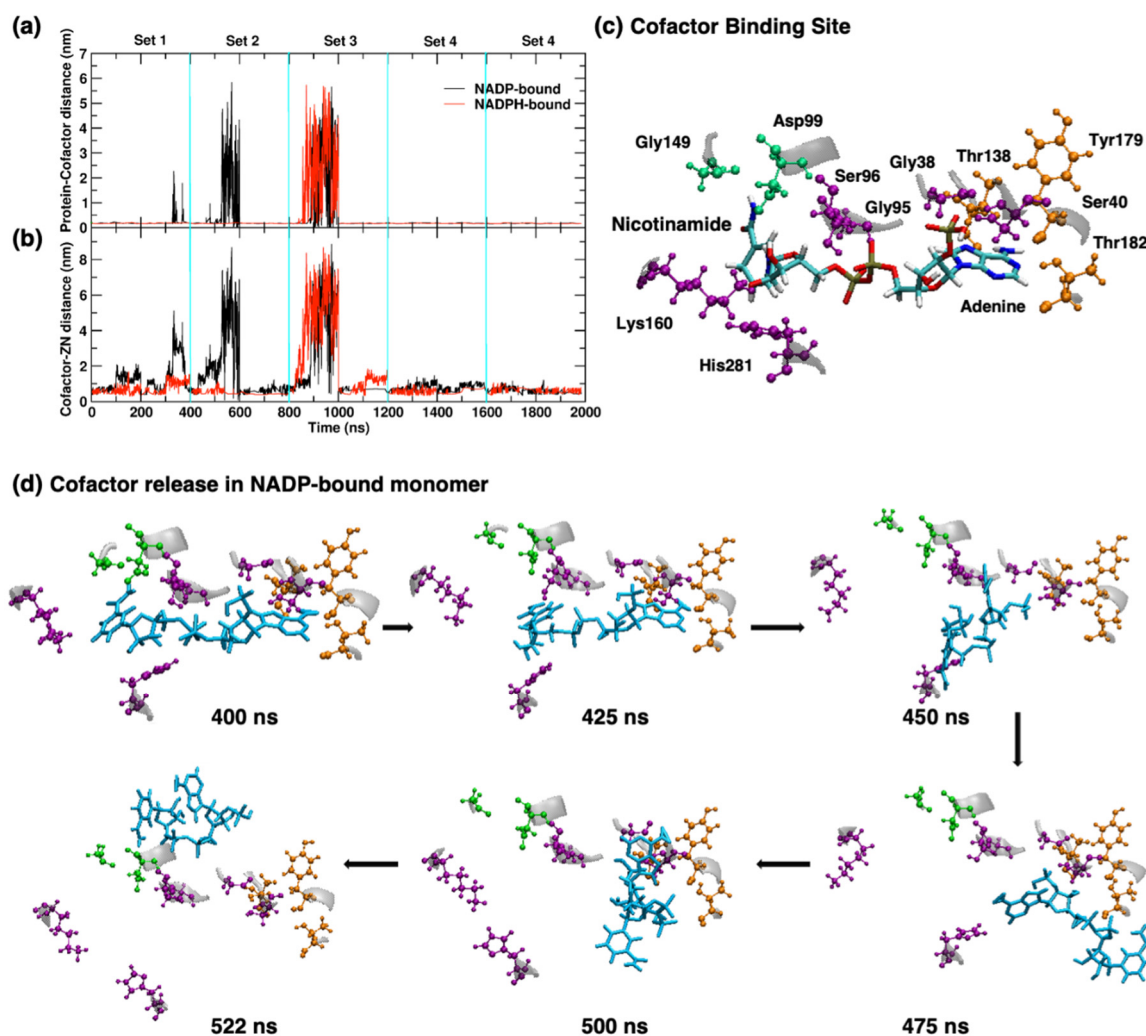 (a)
Set 1 Set 2 Set 3 Set 4 Set 4
Protein-Cofactor distance (nm)
7
6
5
4
3
2
1
0
NADP-bound
NADPH-bound
(b)
Cofactor-ZN distance (nm)
8
6
4
2
0
0 200 400 600 800 1000 1200 1400 1600 1800 2000
Time (ns)
(c) Cofactor Binding Site
Gly149
Asp99
Ser96
Gly95
Gly38
Thr138
Tyr179
Ser40
Thr182
Nicotinamide
Adenine
Lys160
His281
(d) Cofactor release in NADP-bound monomer
400 ns
425 ns
450 ns
522 ns
500 ns
475 ns